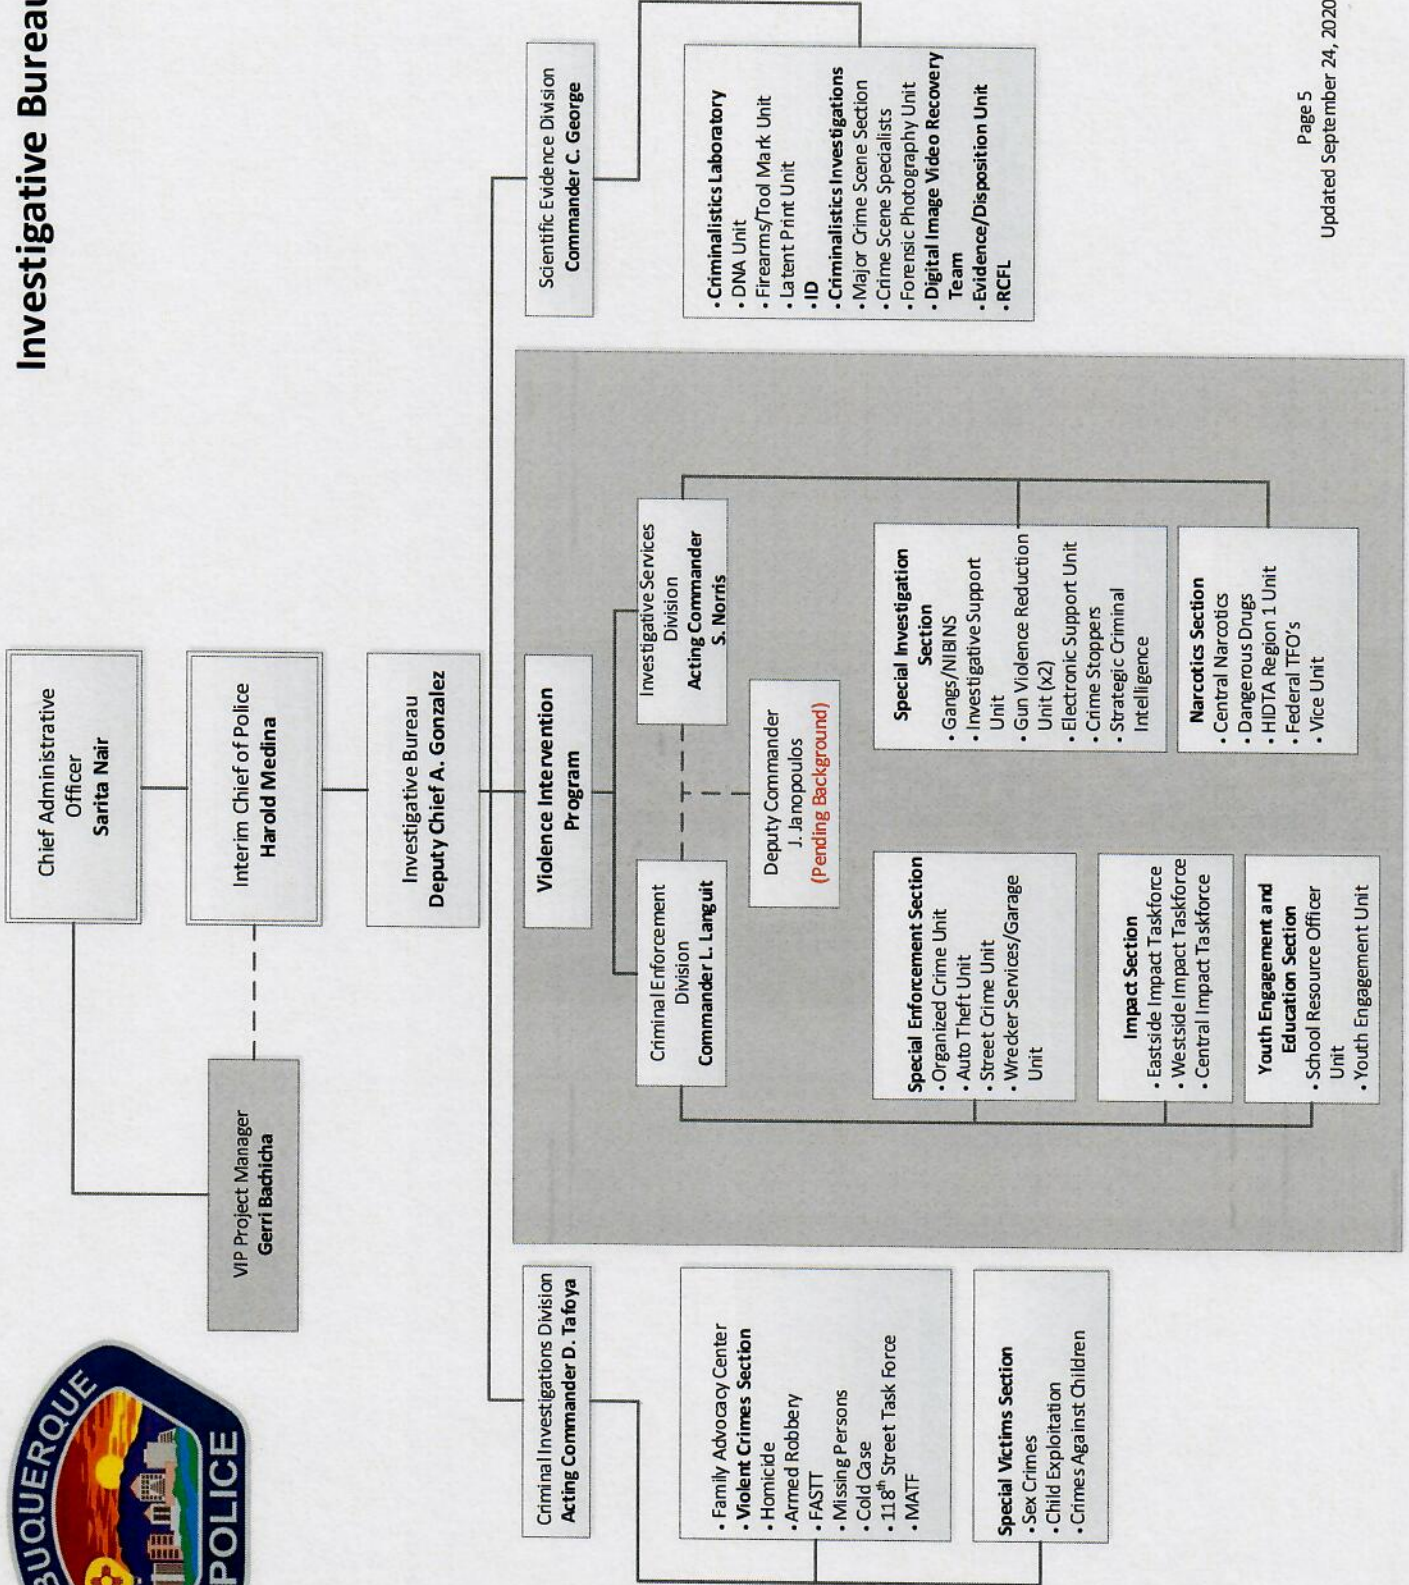 Investigative Bureau
BUQUERQUE
POLICE
Chief Administrative
Officer
Sarita Nair
VIP Project Manager
Gerri Bachicha
Interim Chief of Police
Harold Medina
Investigative Bureau
Deputy Chief A. Gonzalez
Criminal Investigations Division
Acting Commander D. Tafoya
• Family Advocacy Center
• Violent Crimes Section
• Homicide
• Armed Robbery
• FASTT
• Missing Persons
• Cold Case
• 118th Street Task Force
• MATF
Special Victims Section
• Sex Crimes
• Child Exploitation
• Crimes Against Children
Violence Intervention
Program
Criminal Enforcement
Division
Commander L. Languit
Investigative Services
Division
Acting Commander
S. Norris
Deputy Commander
J. Janopoulos
(Pending Background)
Special Enforcement Section
• Organized Crime Unit
• Auto Theft Unit
• Street Crime Unit
• Wrecker Services/Garage
Unit
Impact Section
• Eastside Impact Taskforce
• Westside Impact Taskforce
• Central Impact Taskforce
Youth Engagement and
Education Section
• School Resource Officer
Unit
• Youth Engagement Unit
Special Investigation
Section
• Gangs/NIBINS
• Investigative Support
Unit
• Gun Violence Reduction
Unit (x2)
• Electronic Support Unit
• Crime Stoppers
• Strategic Criminal
Intelligence
Narcotics Section
• Central Narcotics
• Dangerous Drugs
• HIDTA Region 1 Unit
• Federal TFO's
• Vice Unit
Scientific Evidence Division
Commander C. George
• Criminalistics Laboratory
• DNA Unit
• Firearms/Tool Mark Unit
• Latent Print Unit
• ID
• Criminalistics Investigations
• Major Crime Scene Section
• Crime Scene Specialists
• Forensic Photography Unit
• Digital Image Video Recovery
Team
• Evidence/Disposition Unit
• RCFL
Page 5
Updated September 24, 2020